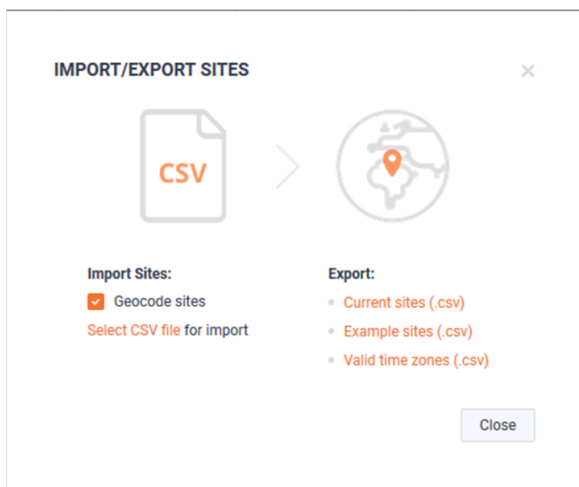 IMPORT/EXPORT SITES
CSV
Import Sites:
Geocode sites
Select CSV file for import
Export:
Current sites (.csv)
Example sites (.csv)
Valid time zones (.csv)
Close